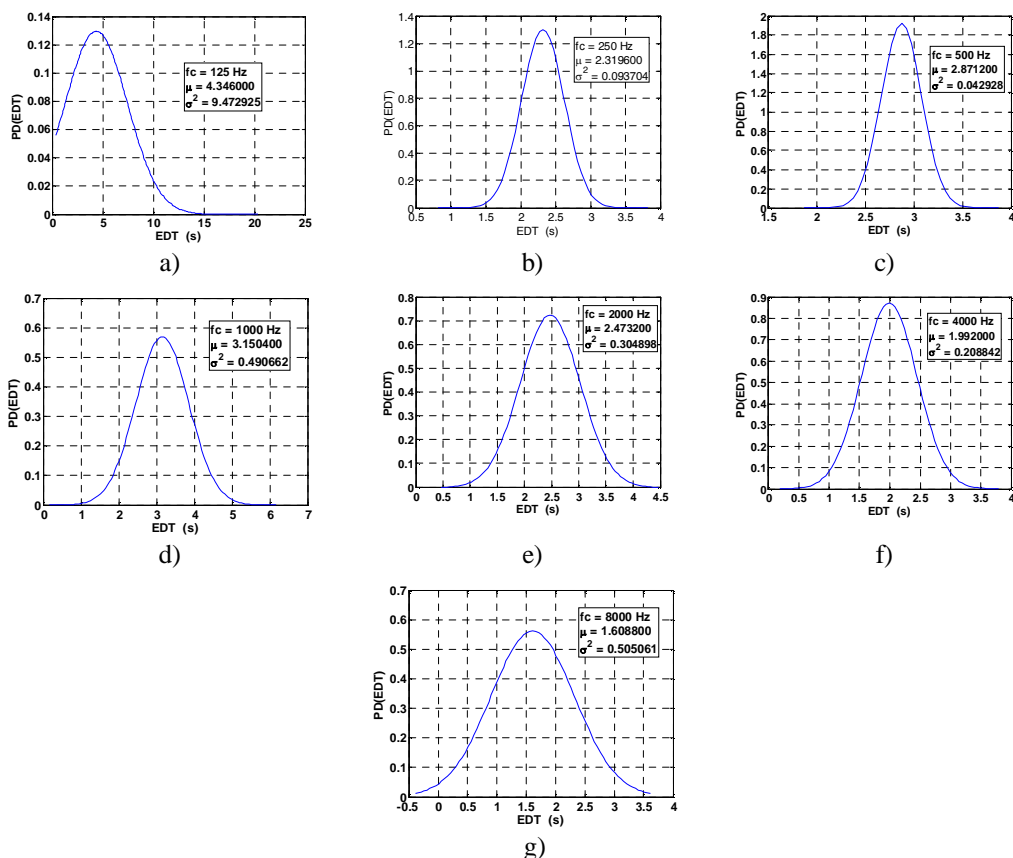 0.14
0.12
0.1
0.08
0.06
0.04
0.02
0
PD(EDT)
fc = 125 Hz
μ = 4.346000
σ² = 9.472925
0 5 10 15 20 25
EDT (s)
a)
1.4
1.2
1
0.8
0.6
0.4
0.2
0
PD(EDT)
fc = 250 Hz
μ = 2.319600
σ² = 0.093704
0.5 1 1.5 2 2.5 3 3.5 4
EDT (s)
b)
2
1.8
1.6
1.4
1.2
1
0.8
0.6
0.4
0.2
0
PD(EDT)
fc = 500 Hz
μ = 2.871200
σ² = 0.042928
1.5 2 2.5 3 3.5 4
EDT (s)
c)
0.7
0.6
0.5
0.4
0.3
0.2
0.1
0
PD(EDT)
fc = 1000 Hz
μ = 3.150400
σ² = 0.490662
0 1 2 3 4 5 6 7
EDT (s)
d)
0.8
0.7
0.6
0.5
0.4
0.3
0.2
0.1
0
PD(EDT)
fc = 2000 Hz
μ = 2.473200
σ² = 0.304898
0 0.5 1 1.5 2 2.5 3 3.5 4 4.5
EDT (s)
e)
0.9
0.8
0.7
0.6
0.5
0.4
0.3
0.2
0.1
0
PD(EDT)
fc = 4000 Hz
μ = 1.992000
σ² = 0.208842
0 0.5 1 1.5 2 2.5 3 3.5 4
EDT (s)
f)
0.7
0.6
0.5
0.4
0.3
0.2
0.1
0
PD(EDT)
fc = 8000 Hz
μ = 1.608800
σ² = 0.505061
-0.5 0 0.5 1 1.5 2 2.5 3 3.5 4
EDT (s)
g)